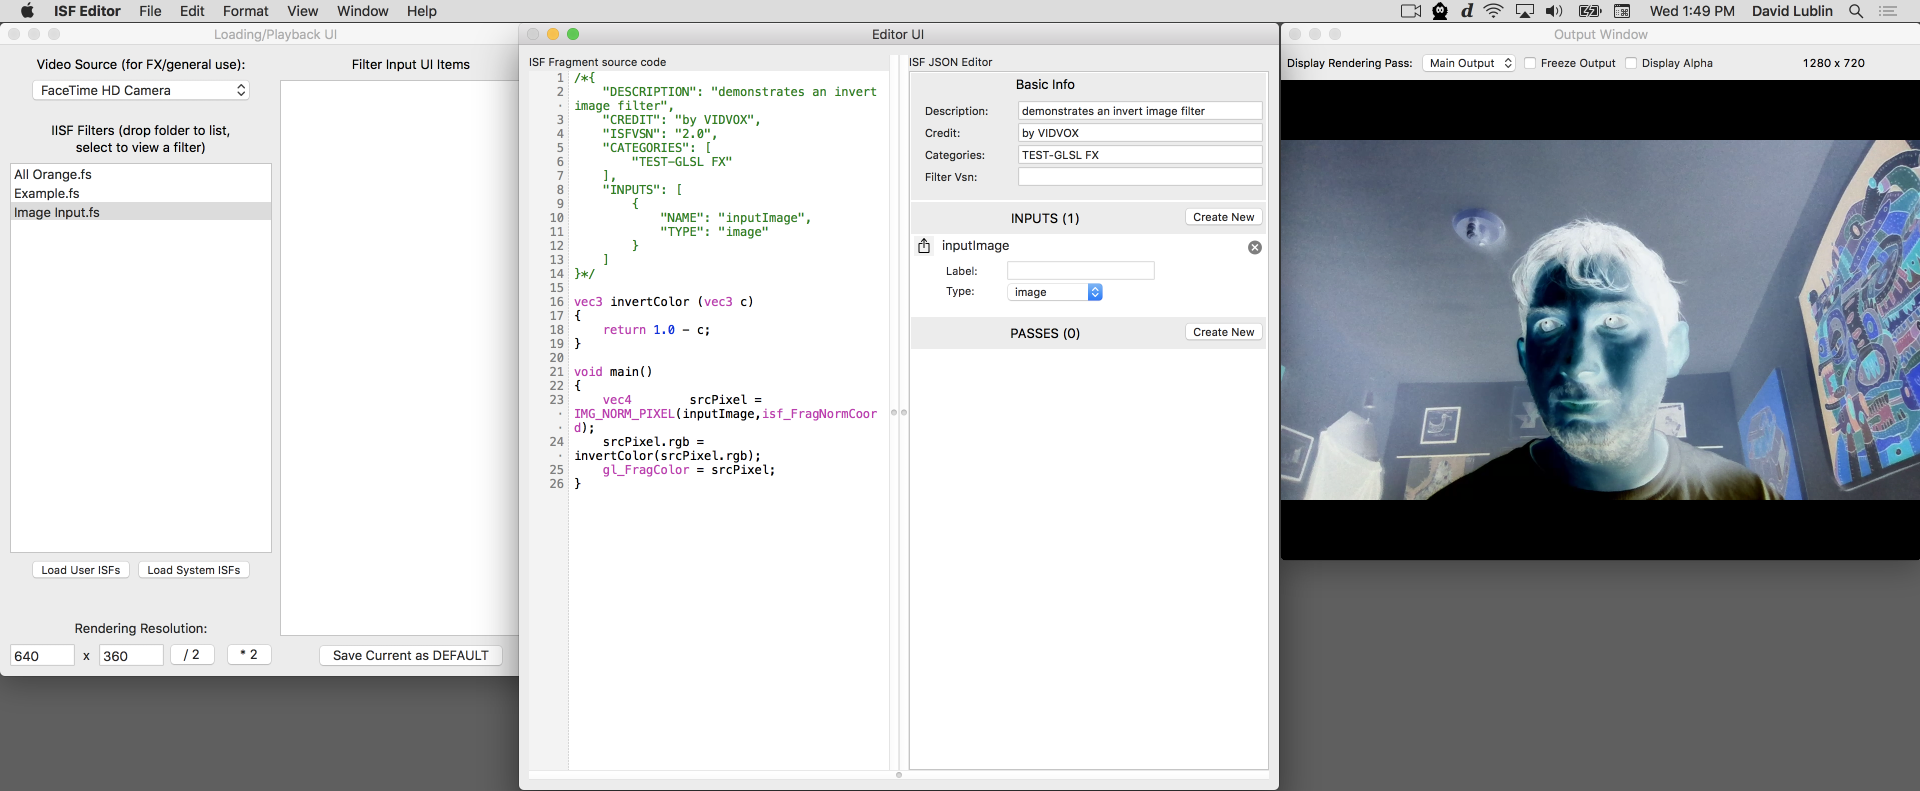 ISF Editor File Edit Format View Window Help
d
Wed 1:49 PM David Lublin
Loading/Playback UI
Video Source (for FX/general use):
FaceTime HD Camera
IISF Filters (drop folder to list,
select to view a filter)
All Orange.fs
Example.fs
Image Input.fs
Load User ISFs Load System ISFs
Rendering Resolution:
640 x 360 / 2 * 2
Filter Input UI Items
Save Current as DEFAULT
Editor UI
ISF Fragment source code
1 /*{
2 "DESCRIPTION": "demonstrates an invert
· image filter",
3 "CREDIT": "by VIDVOX",
4 "ISFVSN": "2.0",
5 "CATEGORIES": [
6 "TEST-GLSL FX"
7 ],
8 "INPUTS": [
9 {
10 "NAME": "inputImage",
11 "TYPE": "image"
12 }
13 ]
14 }*/
15
16 vec3 invertColor (vec3 c)
17 {
18 return 1.0 - c;
19 }
20
21 void main()
22 {
23 vec4 srcPixel =
· IMG_NORM_PIXEL(inputImage,isf_FragNormCoor
· d);
24 srcPixel.rgb =
· invertColor(srcPixel.rgb);
25 gl_FragColor = srcPixel;
26 }
ISF JSON Editor
Basic Info
Description: demonstrates an invert image filter
Credit: by VIDVOX
Categories: TEST-GLSL FX
Filter Vsn:
INPUTS (1) Create New
inputImage
Label:
Type: image
PASSES (0) Create New
Output Window
Display Rendering Pass: Main Output Freeze Output Display Alpha 1280 x 720